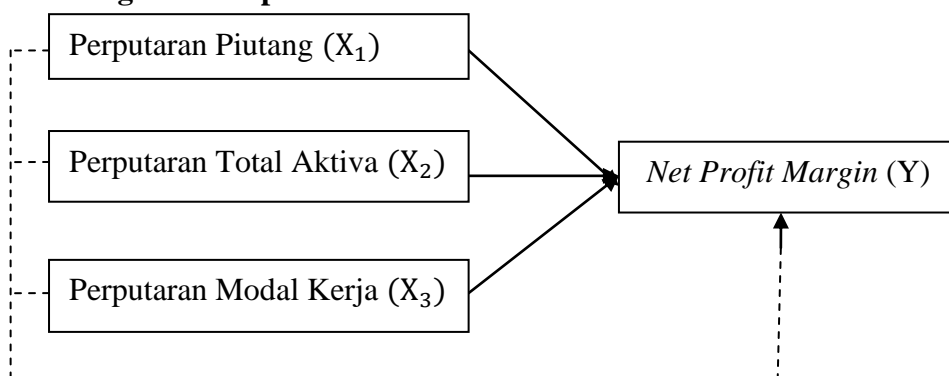 Perputaran Piutang (X₁)
Perputaran Total Aktiva (X₂)
Net Profit Margin (Y)
Perputaran Modal Kerja (X₃)